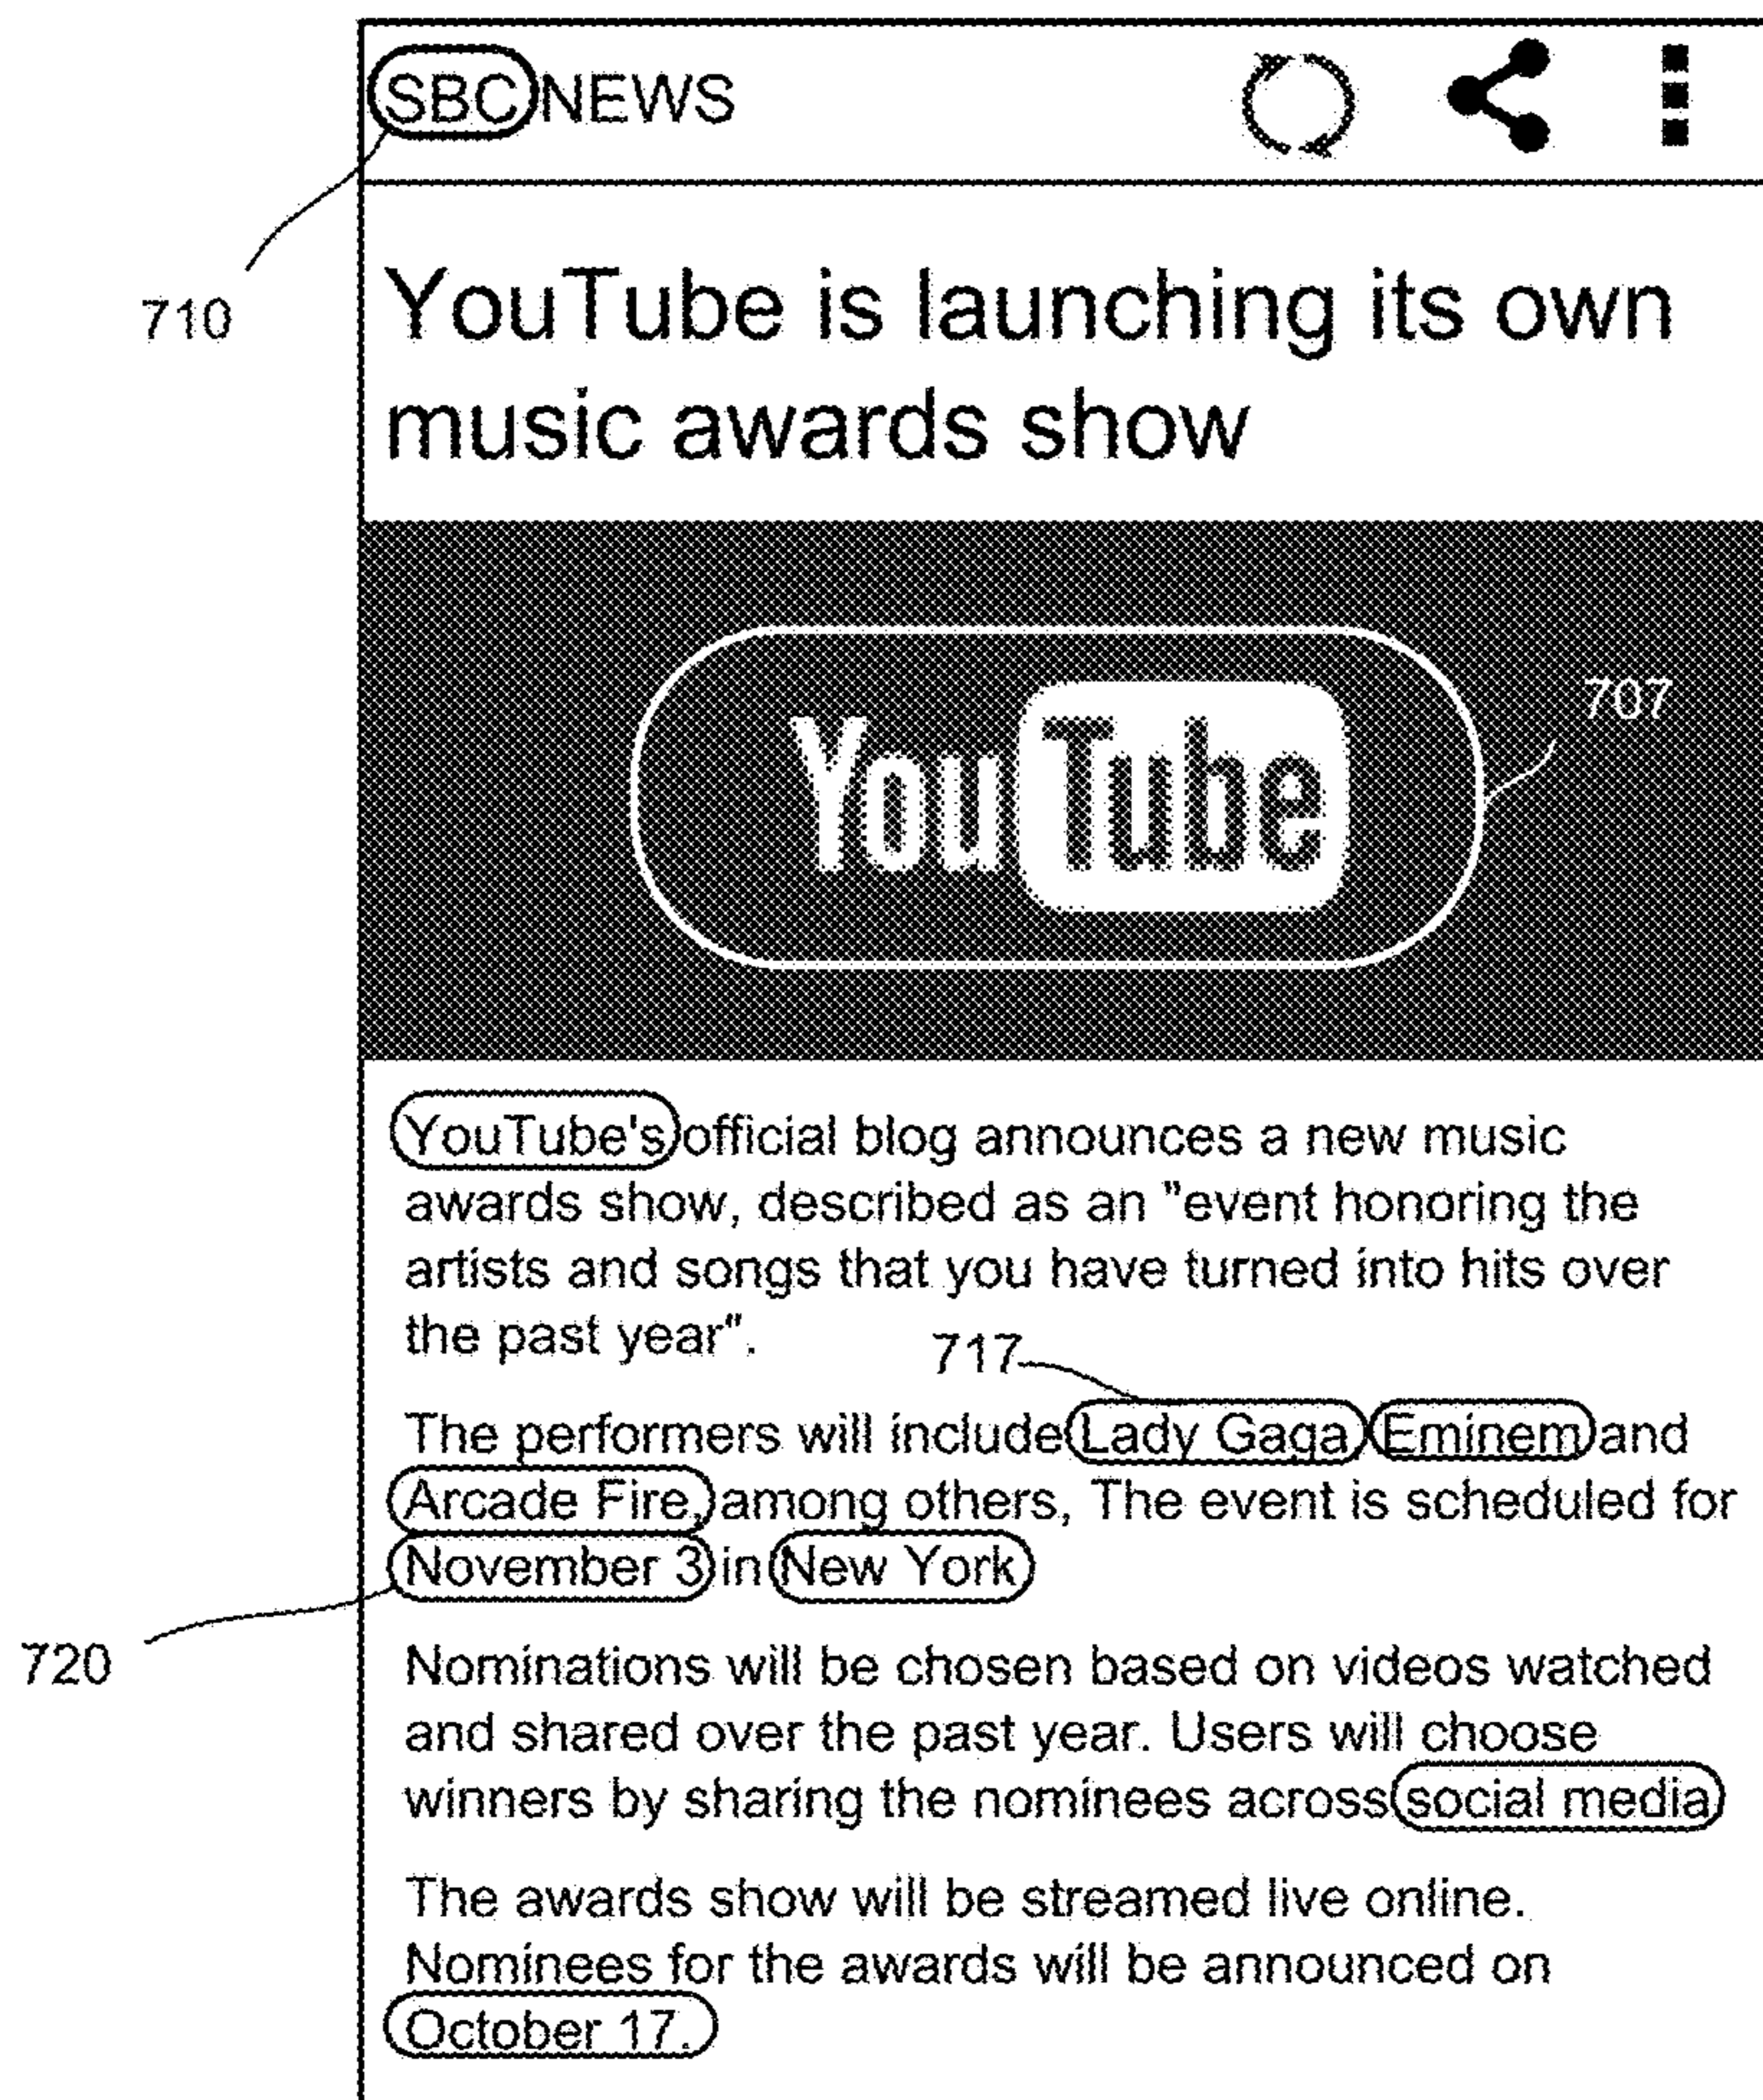 SBC NEWS
710
YouTube is launching its own
music awards show
707
YouTube
YouTube's official blog announces a new music
awards show, described as an "event honoring the
artists and songs that you have turned into hits over
the past year".
717
The performers will include Lady Gaga Eminem and
Arcade Fire, among others, The event is scheduled for
November 3 in New York
720
Nominations will be chosen based on videos watched
and shared over the past year. Users will choose
winners by sharing the nominees across social media
The awards show will be streamed live online.
Nominees for the awards will be announced on
October 17.